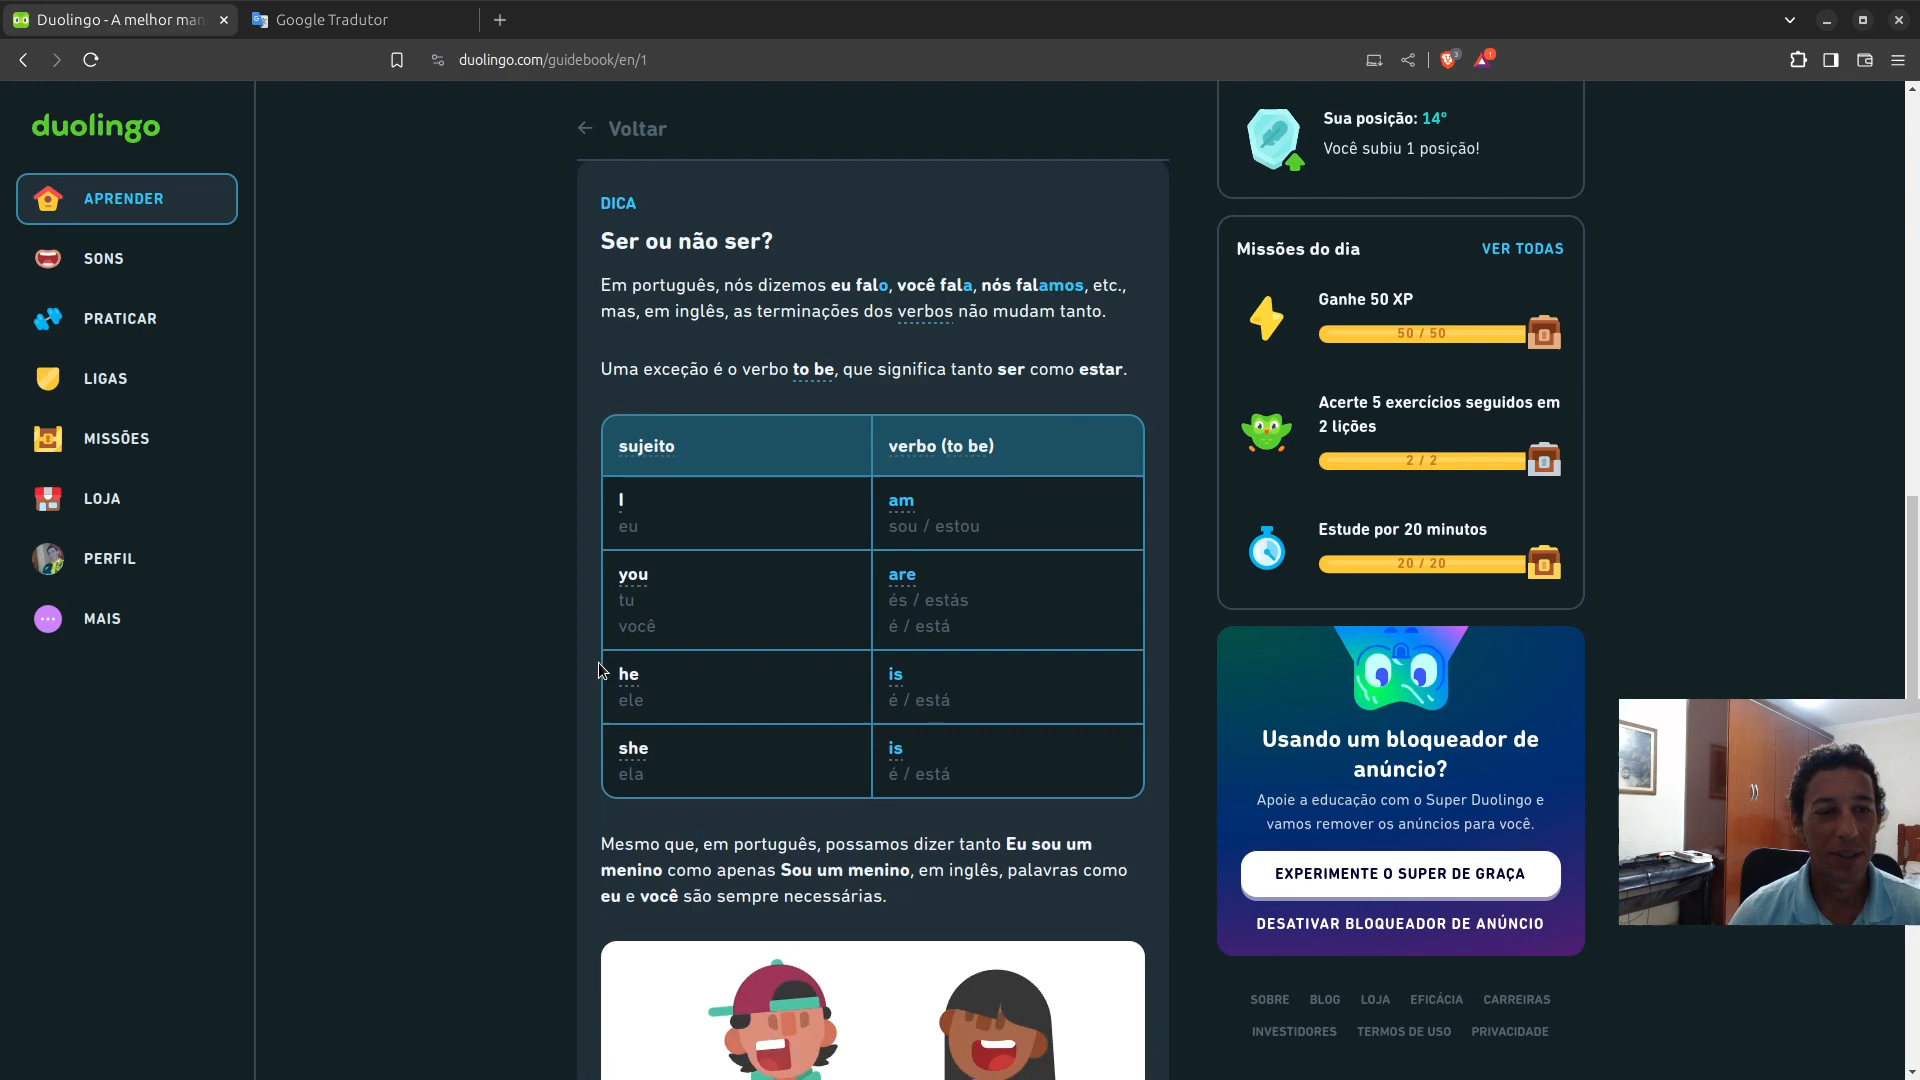 Duolingo - A melhor man
Google Tradutor
duolingo.com/guidebook/en/1
3
1
duolingo
APRENDER
SONS
PRATICAR
LIGAS
MISSÕES
LOJA
PERFIL
MAIS
Voltar
DICA
Ser ou não ser?
Em português, nós dizemos eu falo, você fala, nós falamos, etc.,
mas, em inglês, as terminações dos verbos não mudam tanto.
Uma exceção é o verbo to be, que significa tanto ser como estar.
sujeito verbo (to be)
I am
eu sou / estou
you are
tu és / estás
você é / está
he is
ele é / está
she is
ela é / está
Mesmo que, em português, possamos dizer tanto Eu sou um
menino como apenas Sou um menino, em inglês, palavras como
eu e você são sempre necessárias.
Sua posição: 14º
Você subiu 1 posição!
Missões do dia VER TODAS
Ganhe 50 XP
50 / 50
Acerte 5 exercícios seguidos em
2 lições
2 / 2
Estude por 20 minutos
20 / 20
Usando um bloqueador de
anúncio?
Apoie a educação com o Super Duolingo e
vamos remover os anúncios para você.
EXPERIMENTE O SUPER DE GRAÇA
DESATIVAR BLOQUEADOR DE ANÚNCIO
SOBRE BLOG LOJA EFICÁCIA CARREIRAS
INVESTIDORES TERMOS DE USO PRIVACIDADE